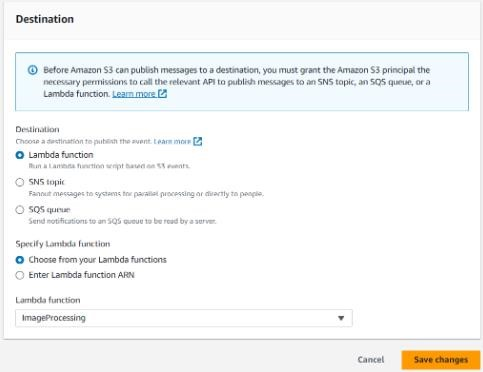 Destination
Before Amazon S3 can publish messages to a destination, you must grant the Amazon S3 principal the
necessary permissions to call the relevant API to publish messages to an SNS topic, an SQS queue, or a
Lambda function. Learn more
Destination
Choose a destination to publish the event. Learn more
Lambda function
Run a Lambda function script based on S3 events.
SNS topic
Fanout messages to systems for parallel processing or directly to people.
SQS queue
Send notifications to an SQS queue to be read by a server.
Specify Lambda function
Choose from your Lambda functions
Enter Lambda function ARN
Lambda function
ImageProcessing
Cancel Save changes